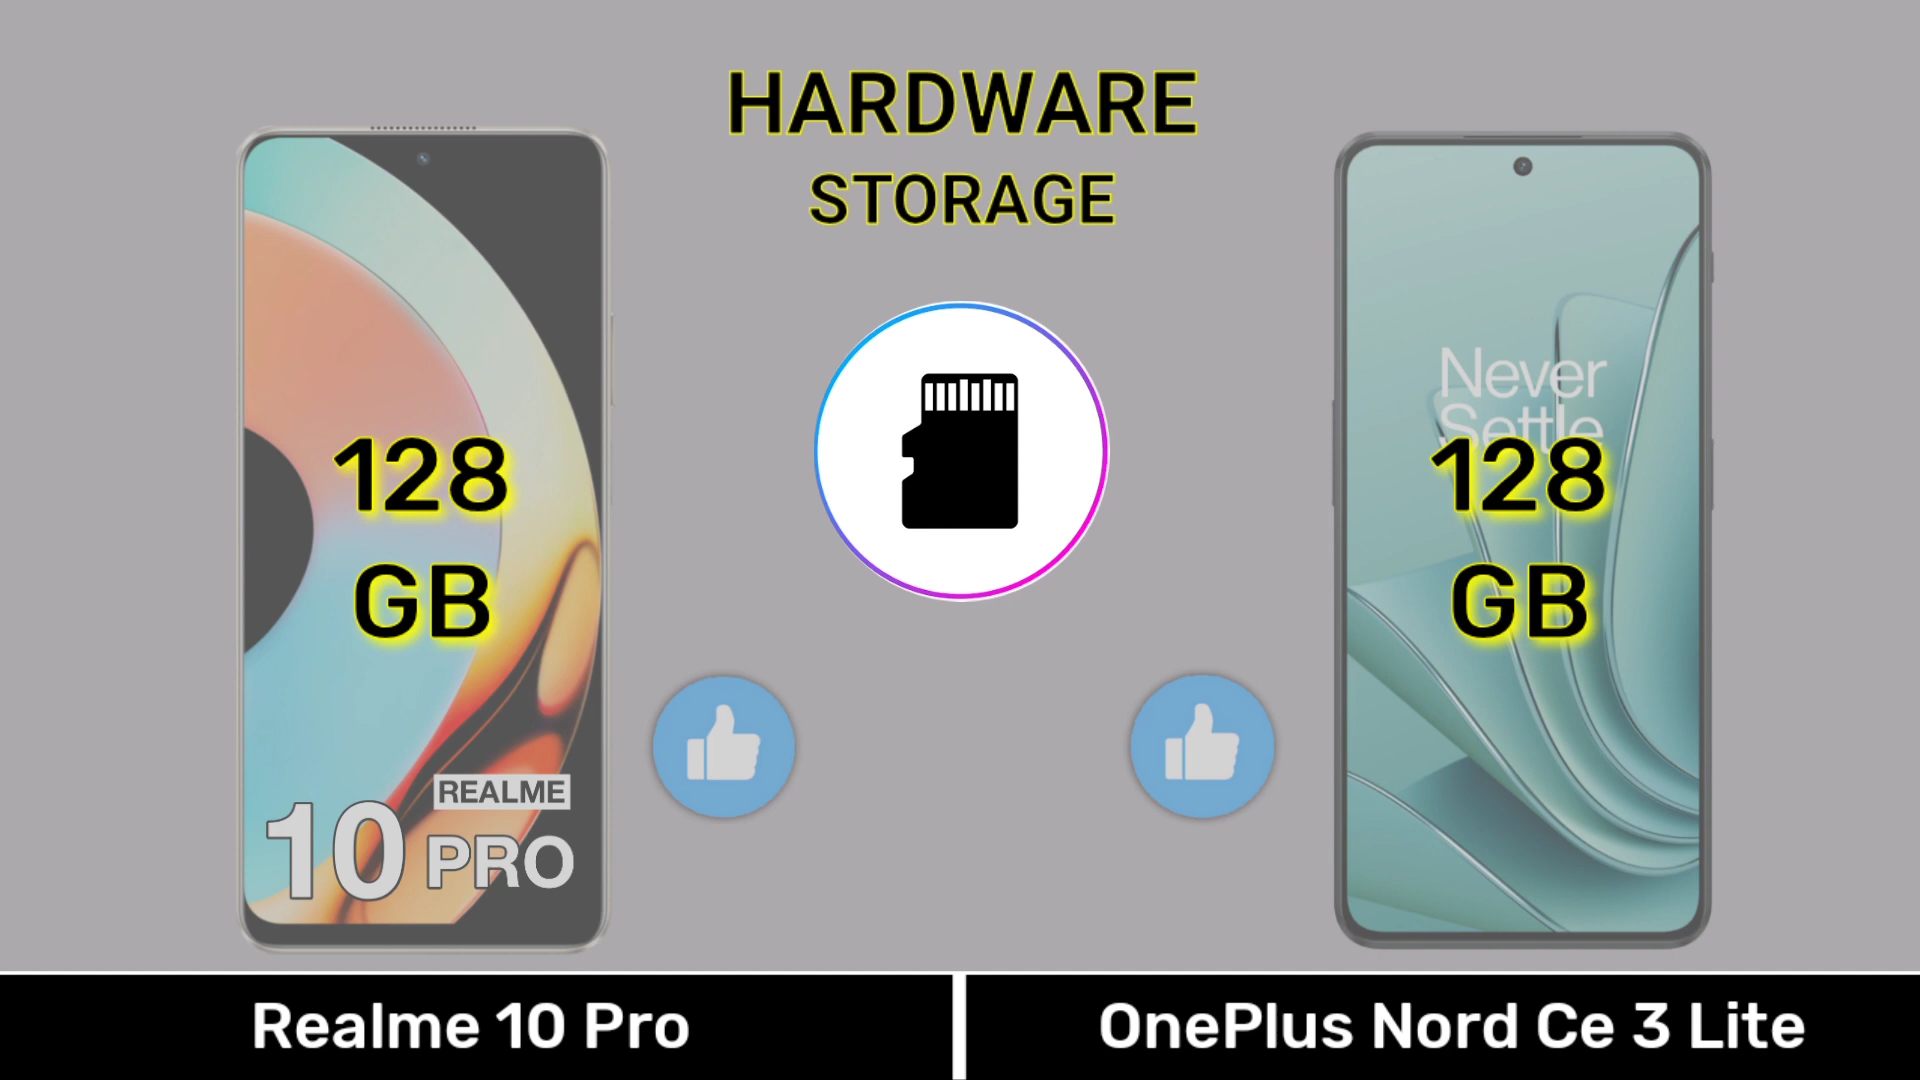 HARDWARE
STORAGE
128
GB
REALME
10 PRO
Never
Settle
128
GB
Realme 10 Pro
OnePlus Nord Ce 3 Lite